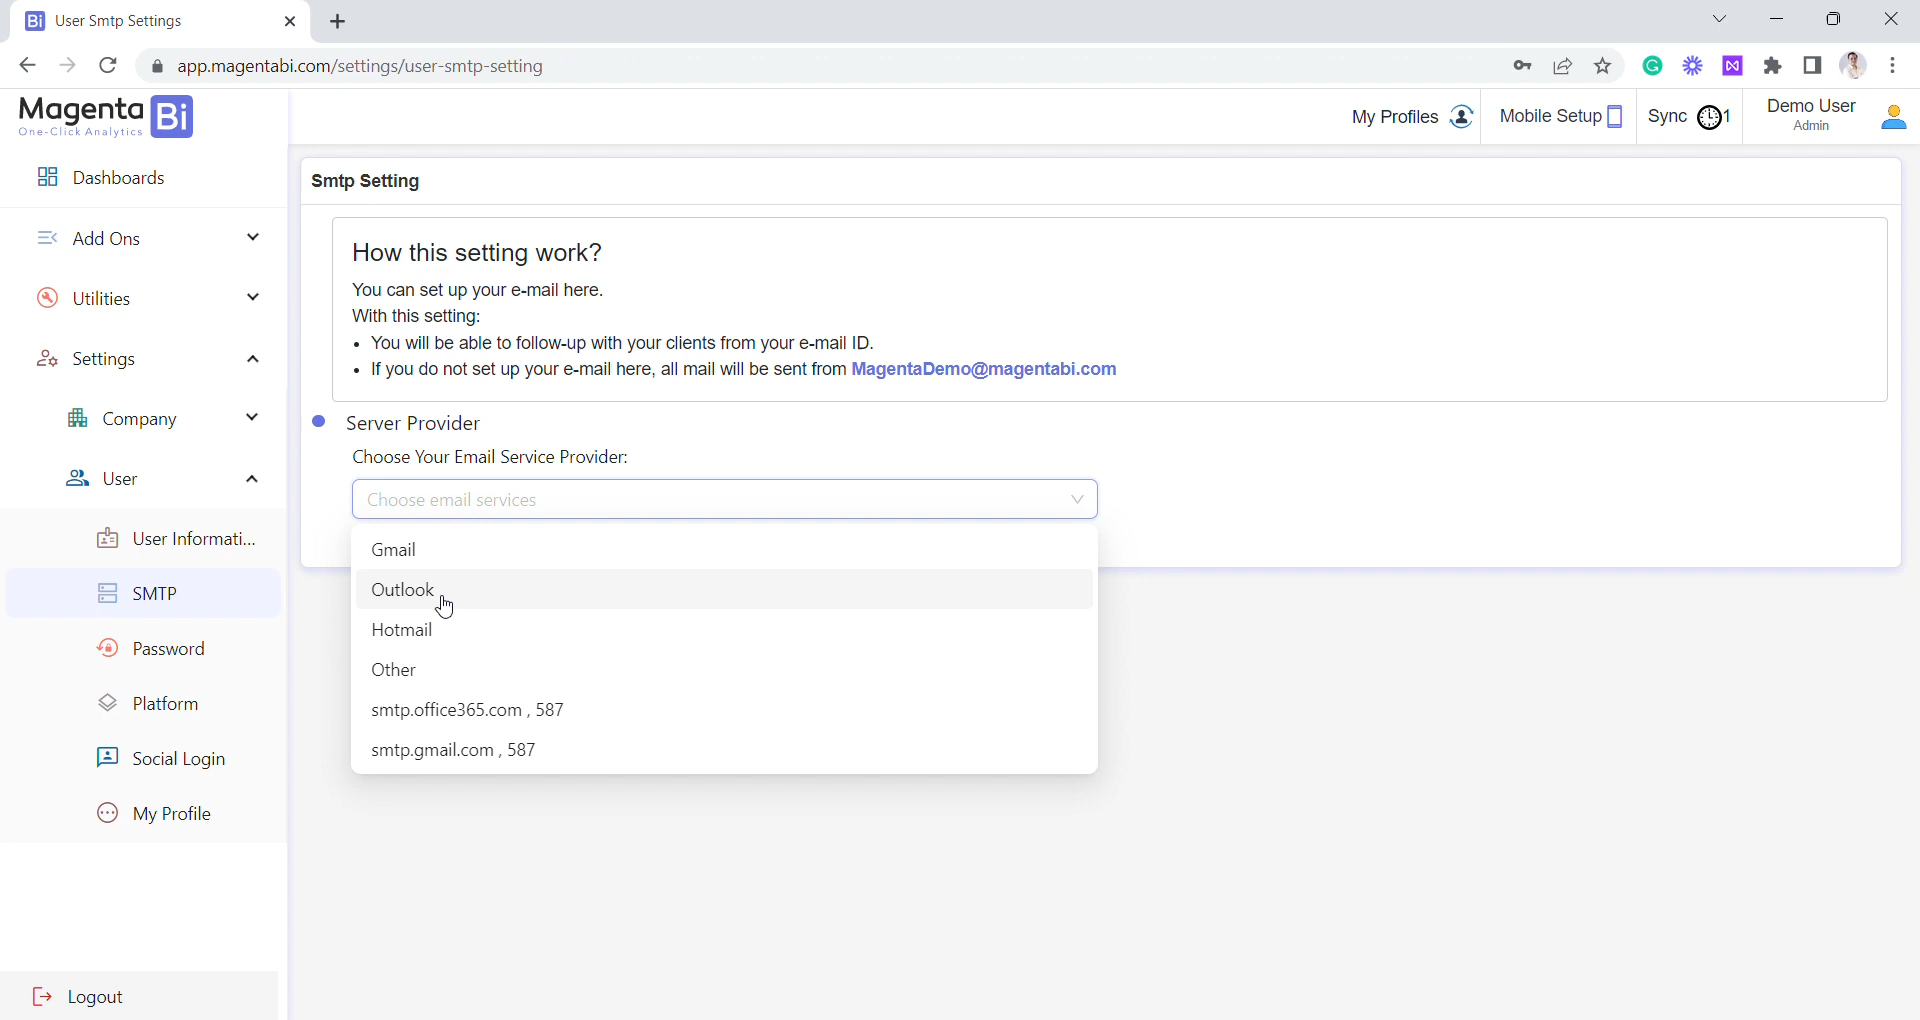 Bi User Smtp Settings
app.magentabi.com/settings/user-smtp-setting
Magenta Bi
One-Click Analytics
My Profiles
Mobile Setup
Sync 1
Demo User
Admin
Dashboards
Add Ons
Utilities
Settings
Company
User
User Informati...
SMTP
Password
Platform
Social Login
My Profile
Logout
Smtp Setting
How this setting work?
You can set up your e-mail here.
With this setting:
• You will be able to follow-up with your clients from your e-mail ID.
• If you do not set up your e-mail here, all mail will be sent from MagentaDemo@magentabi.com
Server Provider
Choose Your Email Service Provider:
Choose email services
Gmail
Outlook
Hotmail
Other
smtp.office365.com , 587
smtp.gmail.com , 587